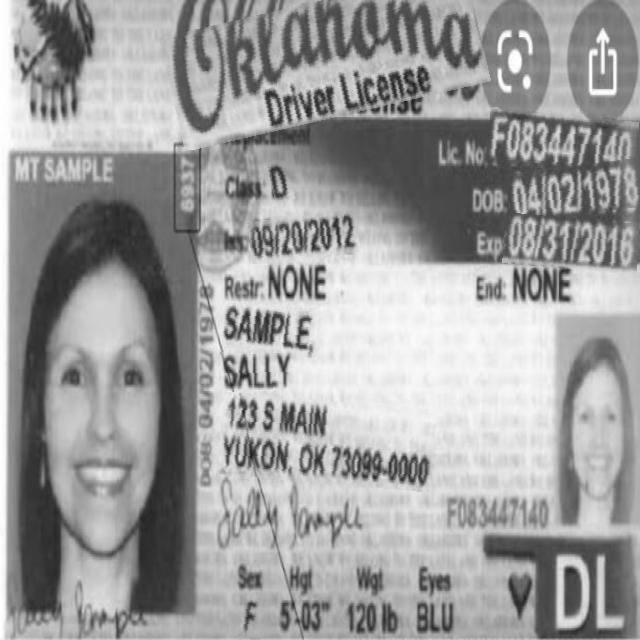 Oklahoma
Driver License
MT SAMPLE
6937
Class: D
Iss: 09/20/2012
Restr: NONE
Lic. No: F083447140
DOB: 04/02/1978
Exp: 08/31/2016
End: NONE
SAMPLE,
SALLY
123 S MAIN
YUKON, OK 73099-0000
DOB: 04/02/1978
Sally Sample
F083447140
Sex Hgt Wgt Eyes
F 5'-03" 120 lb BLU
DL
Sally Sample